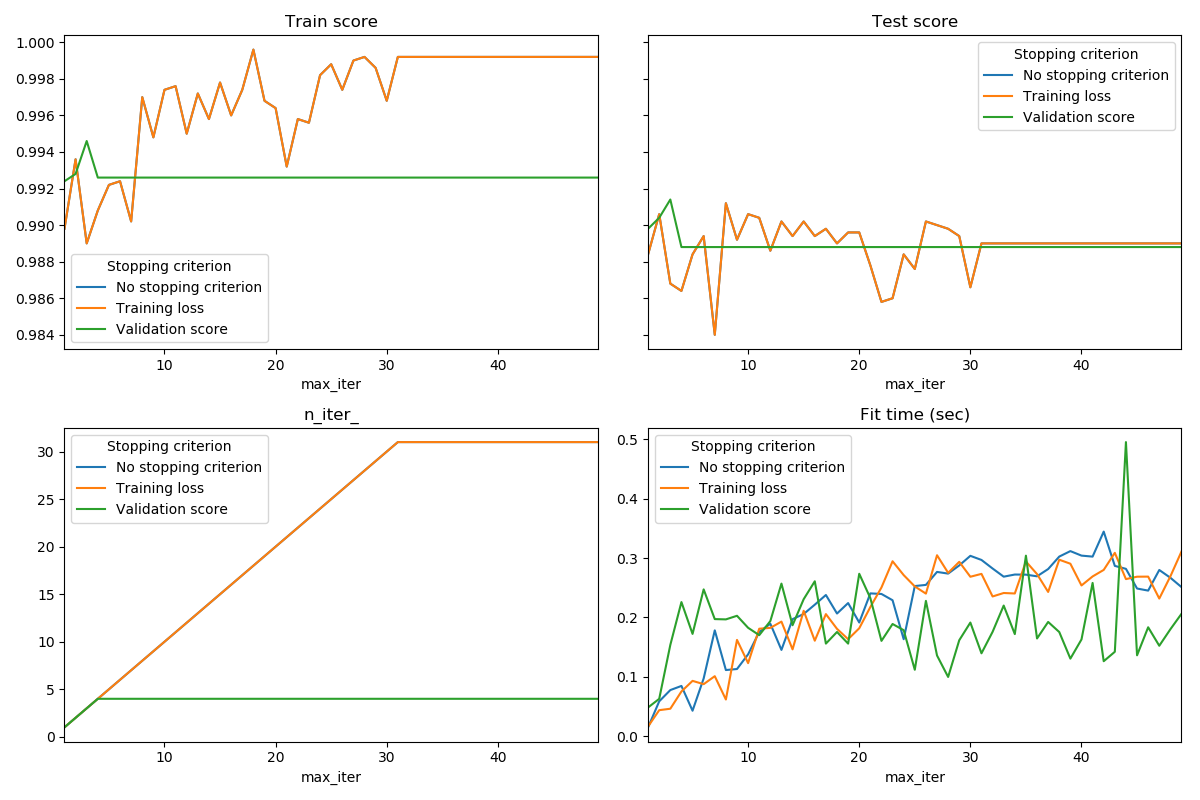 Train score
1.000
0.998
0.996
0.994
0.992
0.990
0.988
0.986
0.984
Stopping criterion
No stopping criterion
Training loss
Validation score
10
20
30
40
max_iter
Test score
Stopping criterion
No stopping criterion
Training loss
Validation score
10
20
30
40
max_iter
n_iter_
30
25
20
15
10
5
0
Stopping criterion
No stopping criterion
Training loss
Validation score
10
20
30
40
max_iter
Fit time (sec)
0.5
0.4
0.3
0.2
0.1
0.0
Stopping criterion
No stopping criterion
Training loss
Validation score
10
20
30
40
max_iter